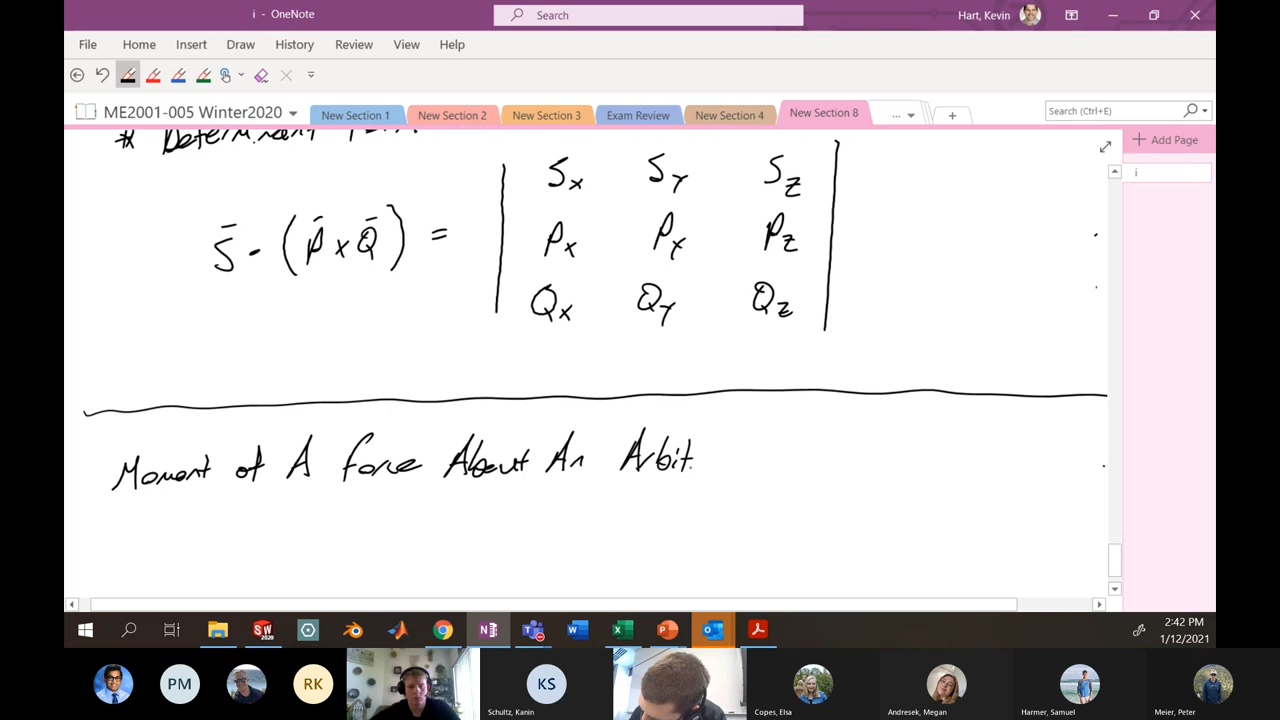 i - OneNote
Search
Hart, Kevin
File Home Insert Draw History Review View Help
ME2001-005 Winter2020
New Section 1
New Section 2
New Section 3
Exam Review
New Section 4
New Section 8
...
Search (Ctrl+E)
Add Page
i
* Determinant
S̄ · (P̄ x Q̄) =
Sx Sy Sz
Px Py Pz
Qx Qy Qz
Moment of A Force About An Arbit
2:42 PM
1/12/2021
SW
2020
PM
RK
KS
Schultz, Kanin
Copes, Elsa
Andresek, Megan
Harmer, Samuel
Meier, Peter